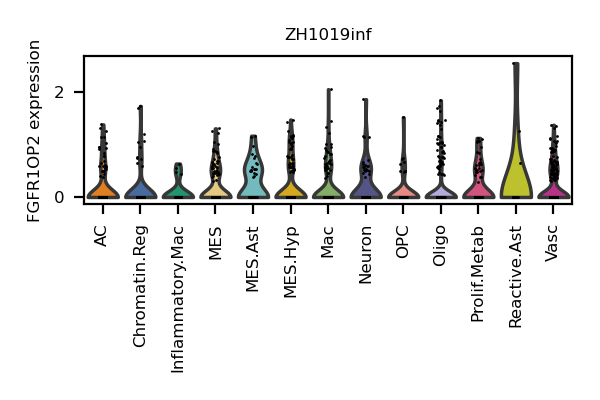 ZH1019inf
FGFR1OP2 expression
2
0
AC
Chromatin.Reg
Inflammatory.Mac
MES
MES.Ast
MES.Hyp
Mac
Neuron
OPC
Oligo
Prolif.Metab
Reactive.Ast
Vasc